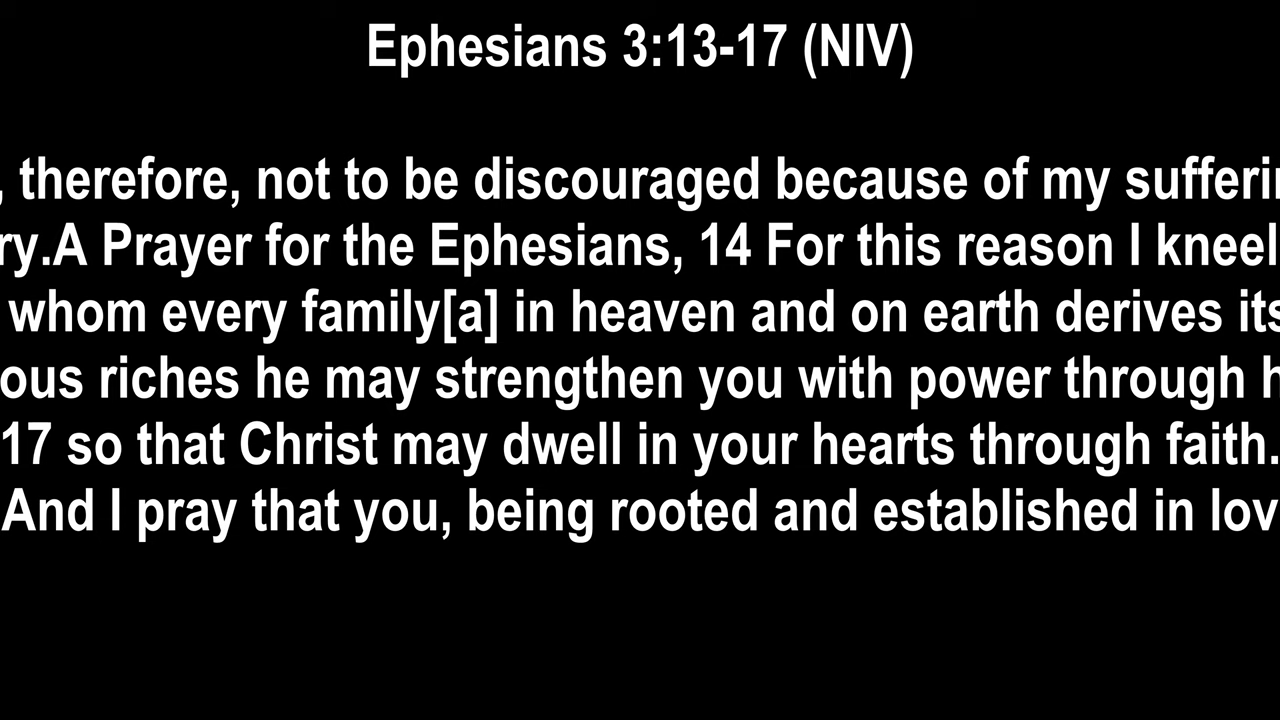 Ephesians 3:13-17 (NIV)
, therefore, not to be discouraged because of my
ry.A Prayer for the Ephesians, 14 For this reason I kneel
whom every family[a] in heaven and on earth derives its
ous riches he may strengthen you with power through
17 so that Christ may dwell in your hearts through faith.
And I pray that you, being rooted and established in